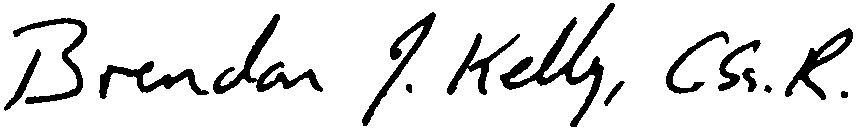 Brendan J. Kelly, CSs.R.